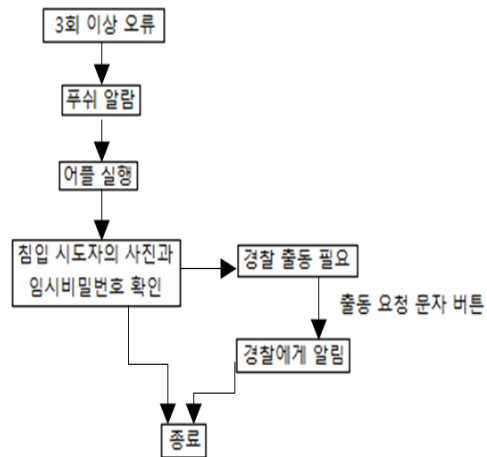 3회 이상 오류
푸쉬 알람
어플 실행
침입 시도자의 사진과
임시비밀번호 확인
경찰 출동 필요
출동 요청 문자 버튼
경찰에게 알림
종료